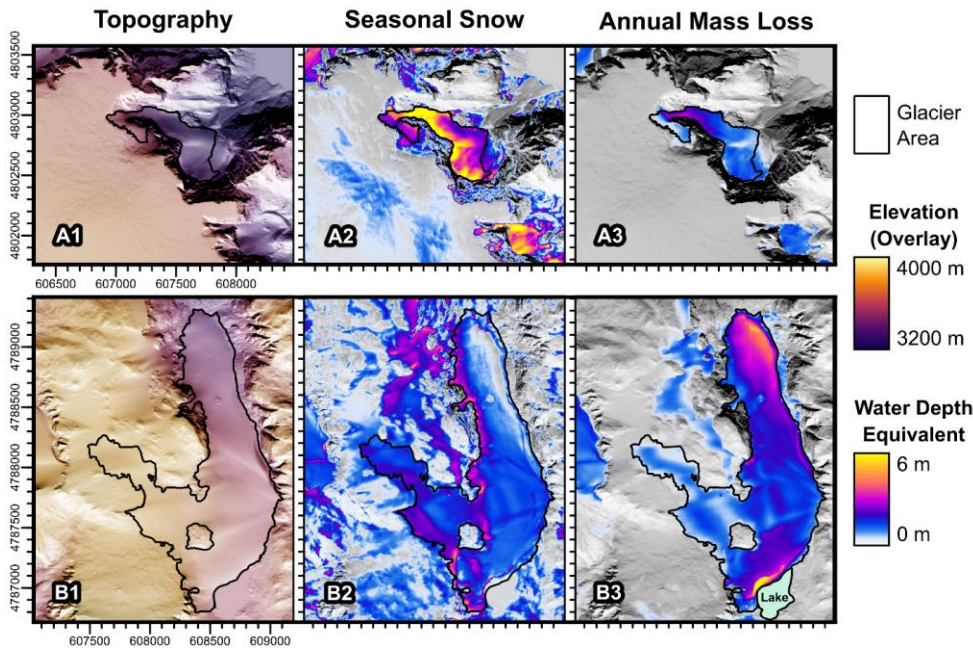 Topography
Seasonal Snow
Annual Mass Loss
4803500
4803000
4802500
4802000
A1
A2
A3
606500
607000
607500
608000
Glacier
Area
Elevation
(Overlay)
4000 m
3200 m
4789000
4788500
4788000
4787500
4787000
B1
B2
B3
Lake
607500
608000
608500
609000
Water Depth
Equivalent
6 m
0 m